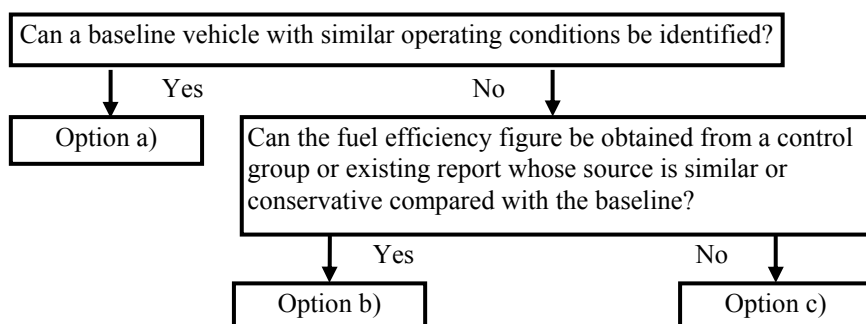 Can a baseline vehicle with similar operating conditions be identified?
Yes
No
Option a)
Can the fuel efficiency figure be obtained from a control
group or existing report whose source is similar or
conservative compared with the baseline?
Yes
No
Option b)
Option c)